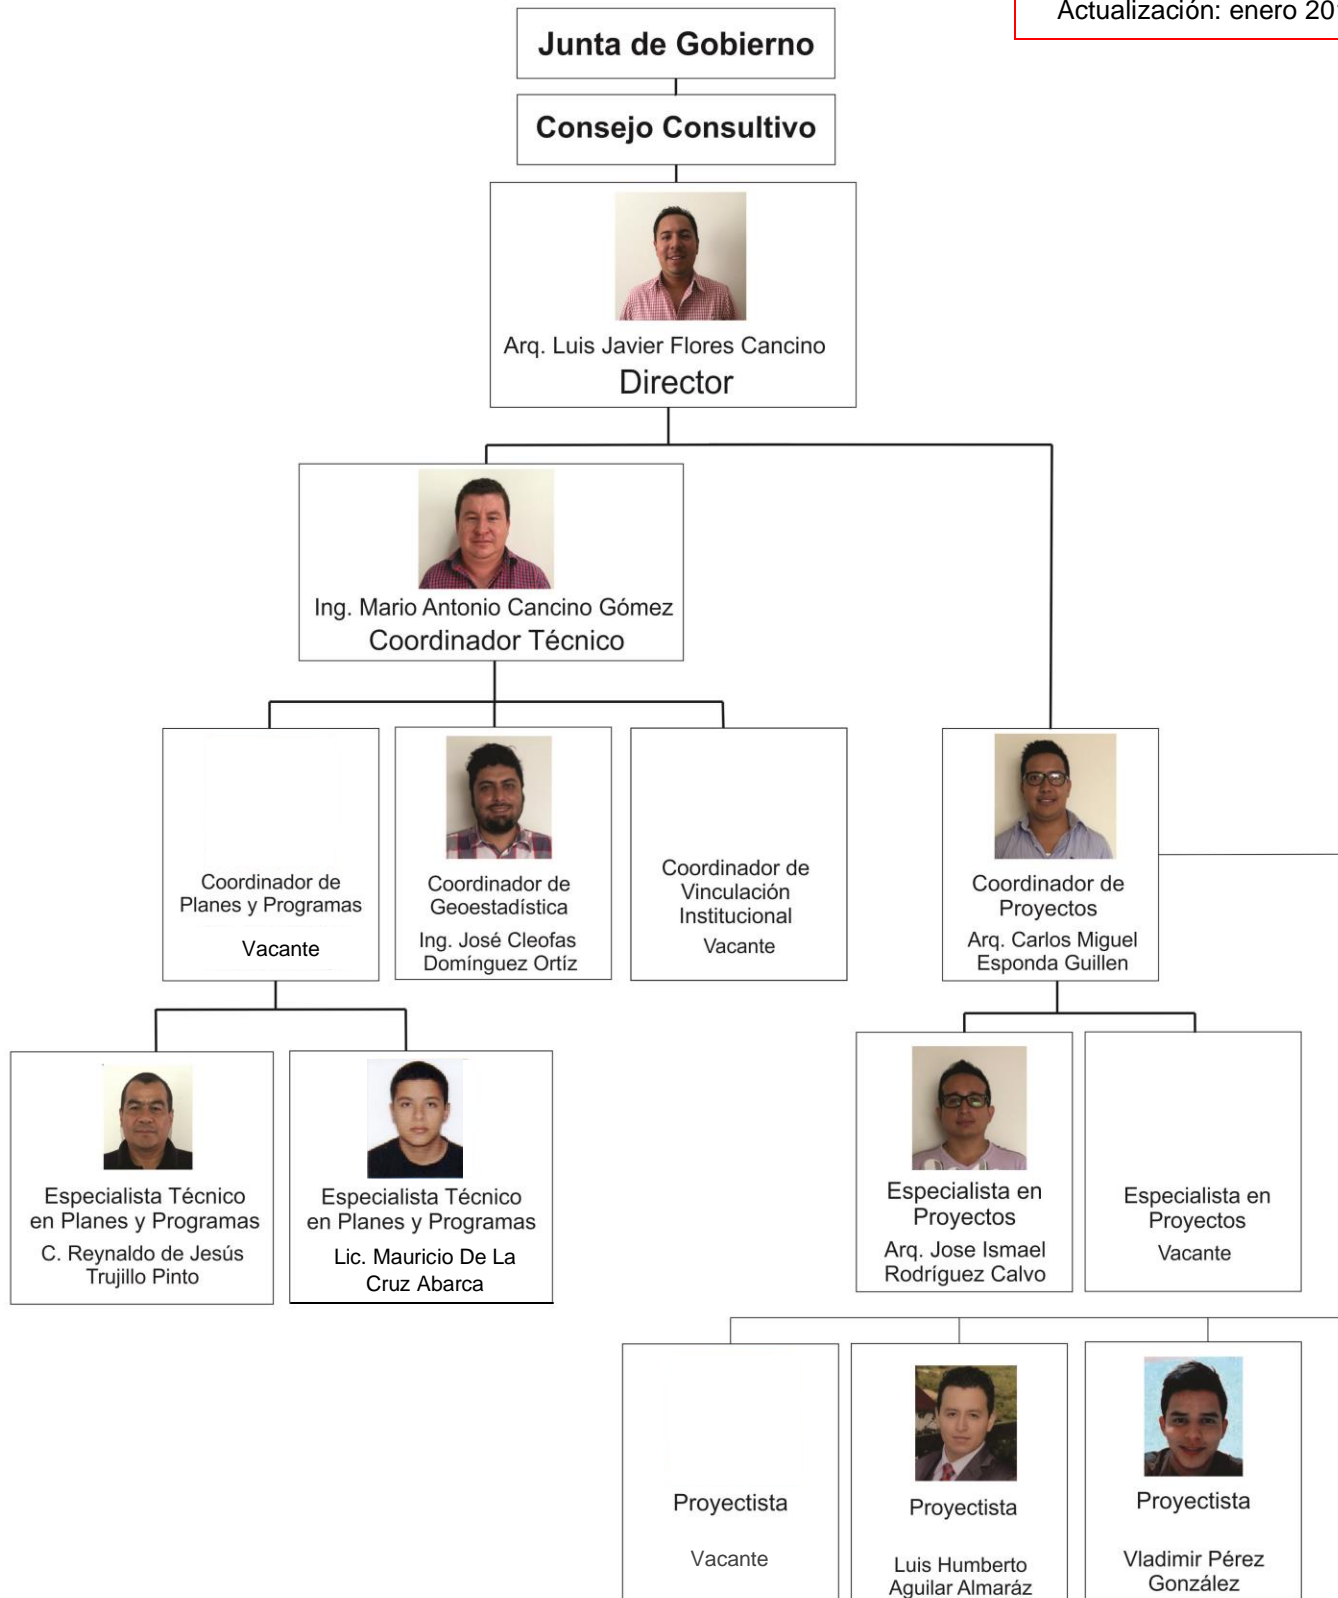 Actualización: enero
Junta de Gobierno
Consejo Consultivo
Arq. Luis Javier Flores Cancino
Director
Ing. Mario Antonio Cancino Gómez
Coordinador Técnico
Coordinador de
Planes y Programas
Vacante
Coordinador de
Geoestadística
Ing. José Cleofas
Domínguez Ortíz
Coordinador de
Vinculación
Institucional
Vacante
Coordinador de
Proyectos
Arq. Carlos Miguel
Esponda Guillen
Especialista Técnico
en Planes y Programas
C. Reynaldo de Jesús
Trujillo Pinto
Especialista Técnico
en Planes y Programas
Lic. Mauricio De La
Cruz Abarca
Especialista en
Proyectos
Arq. Jose Ismael
Rodríguez Calvo
Especialista en
Proyectos
Vacante
Proyectista
Vacante
Proyectista
Luis Humberto
Aguilar Almaráz
Proyectista
Vladimir Pérez
González